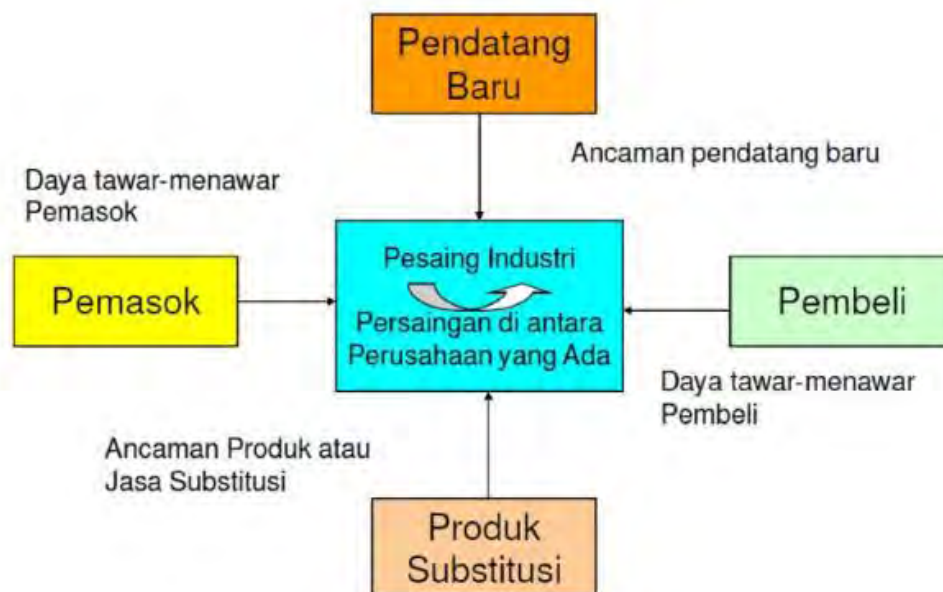 Pendatang
Baru
Ancaman pendatang baru
Daya tawar-menawar
Pemasok
Pemasok
Pesaing Industri
Persaingan di antara
Perusahaan yang Ada
Pembeli
Daya tawar-menawar
Pembeli
Ancaman Produk atau
Jasa Substitusi
Produk
Substitusi